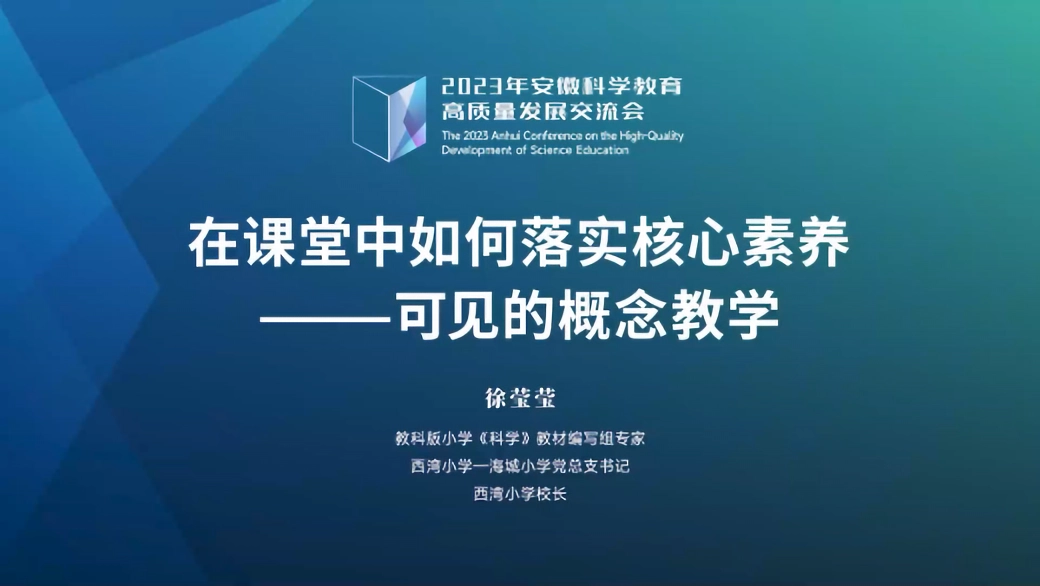 2023年安徽科学教育
高质量发展交流会
The 2023 Anhui Conference on the High-Quality
Development of Science Education
在课堂中如何落实核心素养
——可见的概念教学
徐莹莹
教科版小学《科学》教材编写组专家
西湾小学—海城小学党总支书记
西湾小学校长